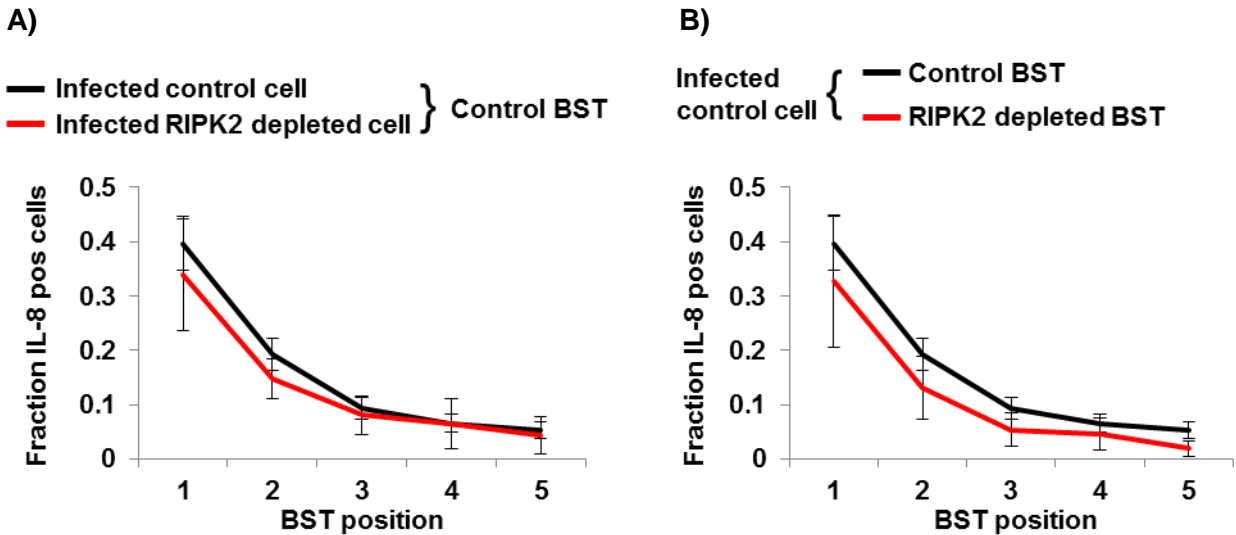 A)
Infected control cell
Infected RIPK2 depleted cell
} Control BST
Fraction IL-8 pos cells
0.5
0.4
0.3
0.2
0.1
0
1 2 3 4 5
BST position
B)
Infected
control cell {
Control BST
RIPK2 depleted BST
Fraction IL-8 pos cells
0.5
0.4
0.3
0.2
0.1
0
1 2 3 4 5
BST position